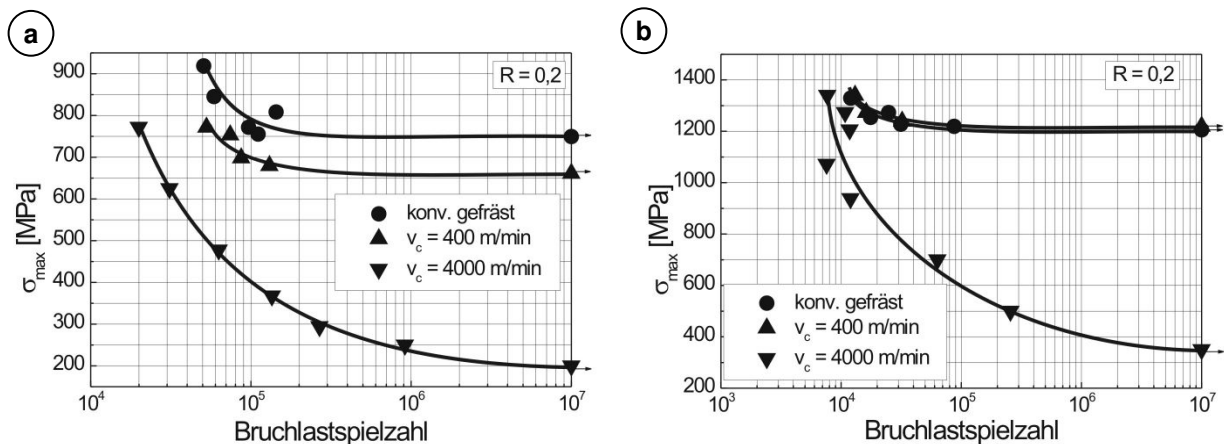 a
900
800
750
650
600
500
400
300
200
σmax [MPa]
R = 0,2
konv. gefräst
vc = 400 m/min
vc = 4000 m/min
10^4
10^5
10^6
10^7
Bruchlastspielzahl
b
1400
1200
1000
800
600
400
300
200
σmax [MPa]
R = 0,2
konv. gefräst
vc = 400 m/min
vc = 4000 m/min
10^3
10^4
10^5
10^6
10^7
Bruchlastspielzahl